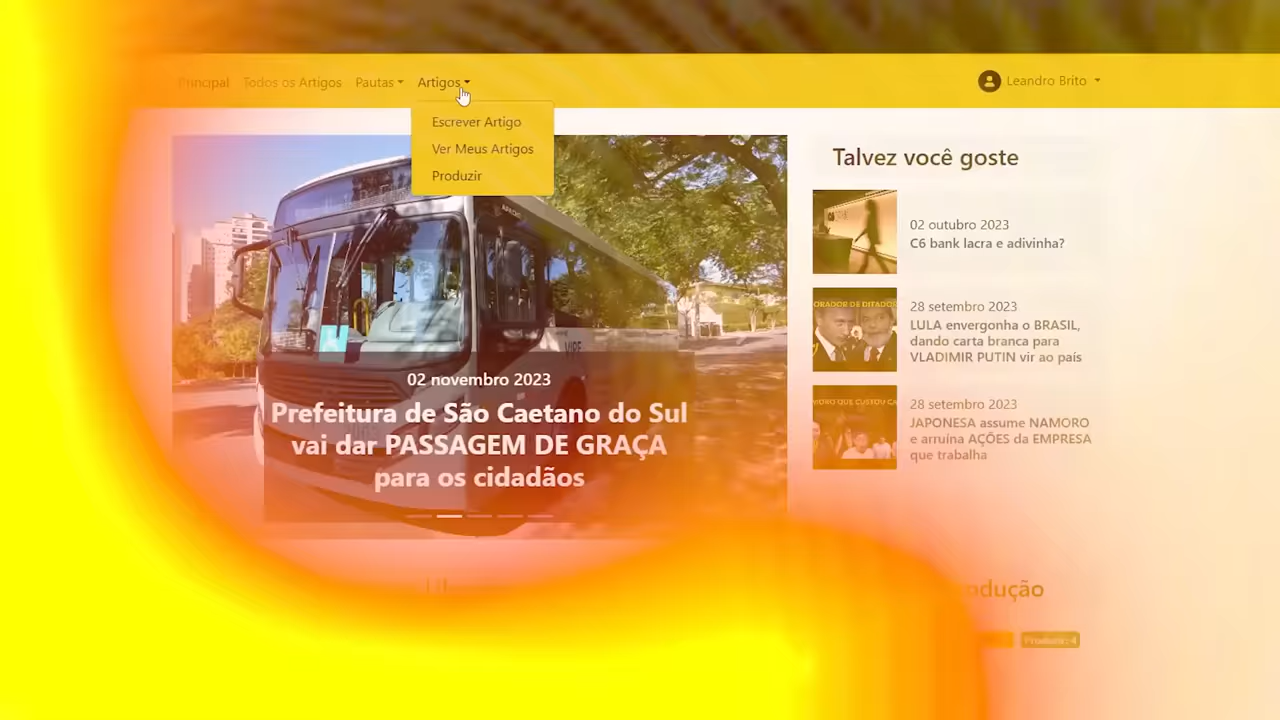 Principal Todos os Artigos Pautas Artigos Leandro Brito
Escrever Artigo
Ver Meus Artigos
Produzir
02 novembro 2023
Prefeitura de São Caetano do Sul
vai dar PASSAGEM DE GRAÇA
para os cidadãos
Talvez você goste
02 outubro 2023
C6 bank lacra e adivinha?
28 setembro 2023
LULA envergonha o BRASIL,
dando carta branca para
VLADIMIR PUTIN vir ao país
28 setembro 2023
JAPONESA assume NAMORO
e arruína AÇÕES da EMPRESA
que trabalha